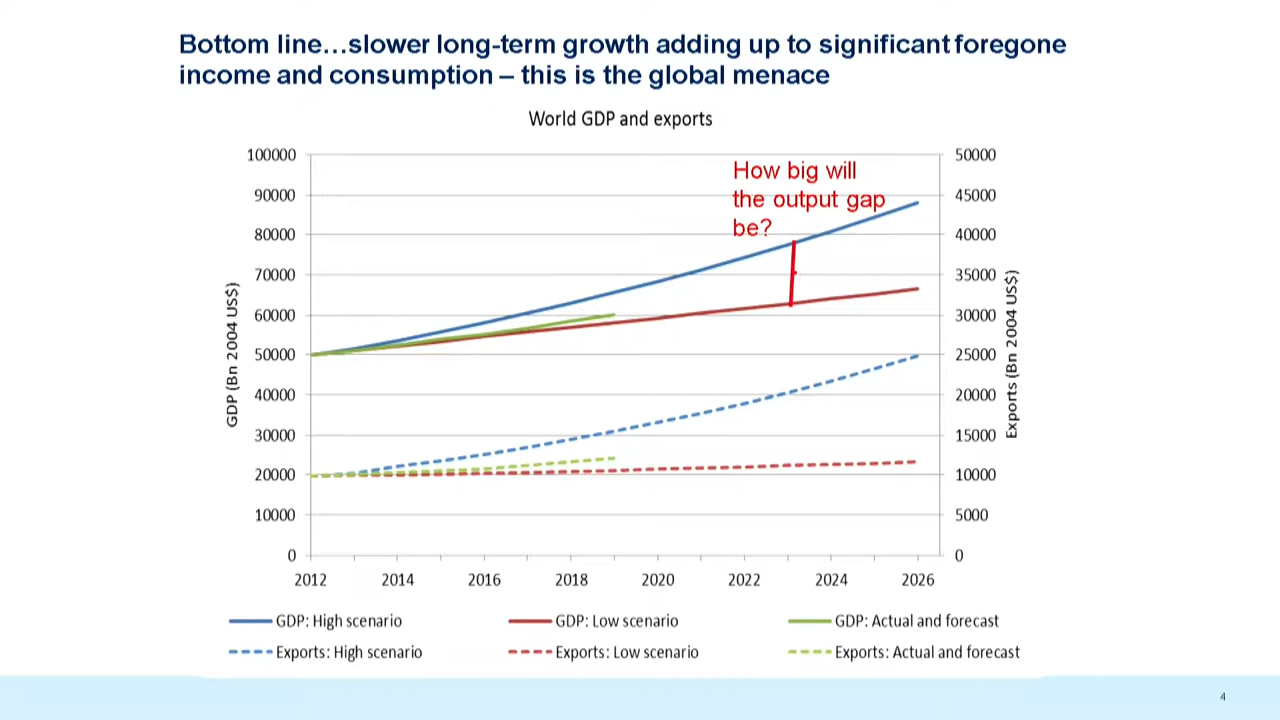 Bottom line…slower long-term growth adding up to significant foregone
income and consumption – this is the global menace
World GDP and exports
How big will
the output gap
be?
GDP (Bn 2004 US$)
100000
90000
80000
70000
60000
50000
40000
30000
20000
10000
0
50000
45000
40000
35000
30000
25000
20000
15000
10000
5000
0
Exports (Bn 2004 US$)
2012 2014 2016 2018 2020 2022 2024 2026
GDP: High scenario GDP: Low scenario GDP: Actual and forecast
Exports: High scenario Exports: Low scenario Exports: Actual and forecast
4